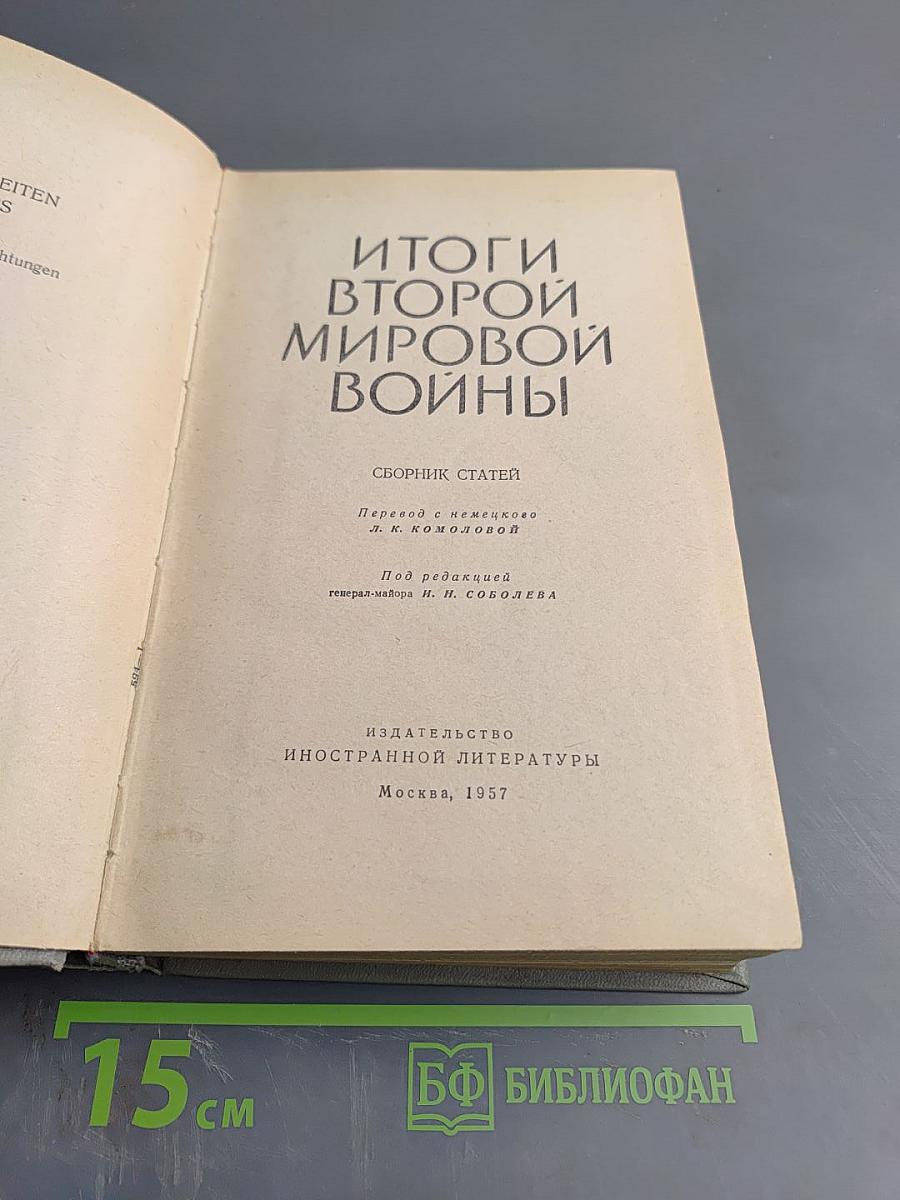 EITEN
S
chtungen
ИТОГИ
ВТОРОЙ
МИРОВОЙ
ВОЙНЫ
СБОРНИК СТАТЕЙ
Перевод с немецкого
Л. К. КОМОЛОВОЙ
Под редакцией
генерал-майора И. Н. СОБОЛЕВА
ИЗДАТЕЛЬСТВО
ИНОСТРАННОЙ ЛИТЕРАТУРЫ
Москва, 1957
15 см
БФ БИБЛИОФАН